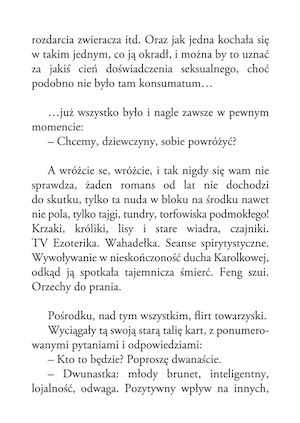 rozdarcia zwieracza itd. Oraz jak jedna kochała się
w takim jednym, co ją okradł, i można by to uznać
za jakiś cień doświadczenia seksualnego, choć
podobno nie było tam konsumatum…
…już wszystko było i nagle zawsze w pewnym
momencie:
– Chcemy, dziewczyny, sobie powróżyć?
A wróżcie se, wróżcie, i tak nigdy się wam nie
sprawdza, żaden romans od lat nie dochodzi
do skutku, tylko ta nuda w bloku na środku nawet
nie pola, tylko tajgi, tundry, torfowiska podmokłego!
Krzaki, króliki, lisy i stare wiadra, czajniki.
TV Ezoterika. Wahadełka. Seanse spirytystyczne.
Wywoływanie w nieskończoność ducha Karolkowej,
odkąd ją spotkała tajemnicza śmierć. Feng szui.
Orzechy do prania.
Pośrodku, nad tym wszystkim, flirt towarzyski.
Wyciągały tą swoją starą talię kart, z ponumero-
wanymi pytaniami i odpowiedziami:
– Kto to będzie? Poproszę dwanaście.
– Dwunastka: młody brunet, inteligentny,
lojalność, odwaga. Pozytywny wpływ na innych,